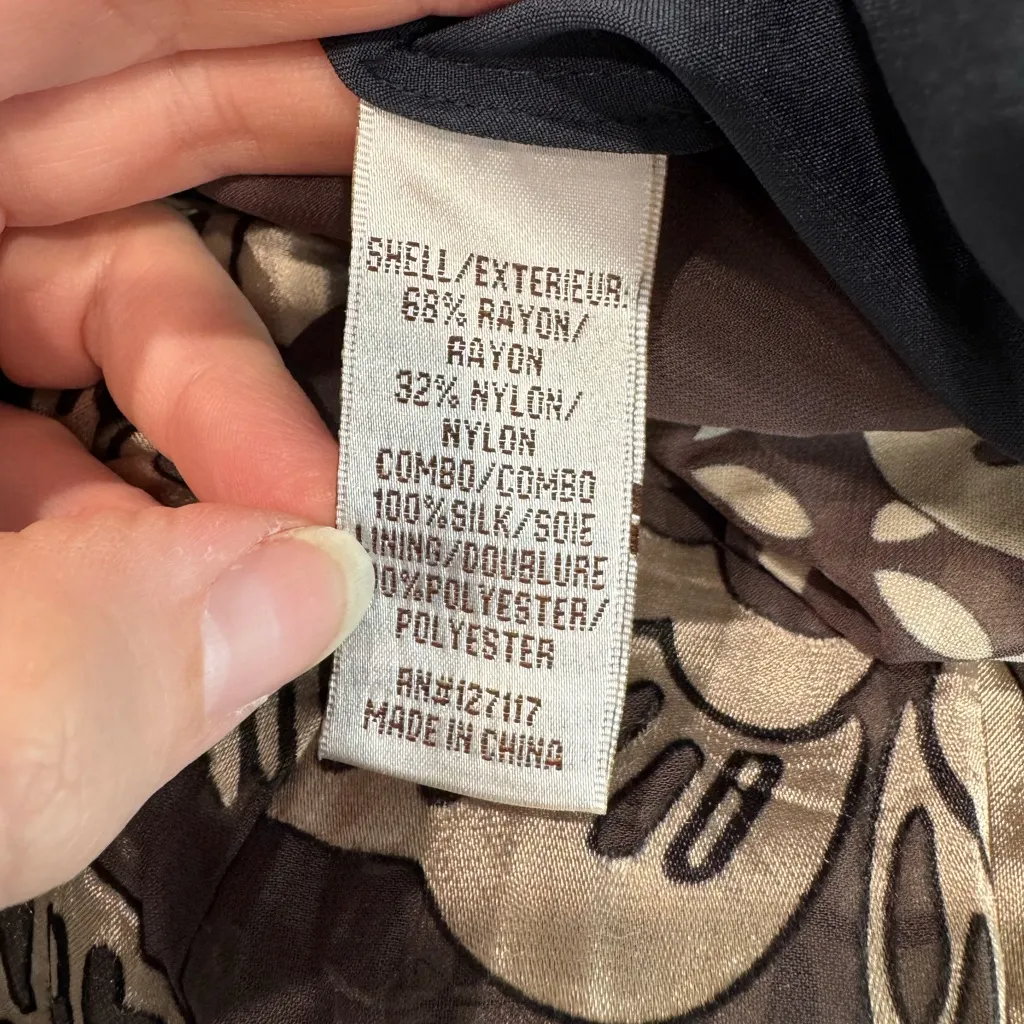 SHELL/EXTERIEUR:
68% RAYON/
RAYON
32% NYLON/
NYLON
COMBO/COMBO
100%SILK/SOIE
LINING/DOUBLURE
00%POLYESTER/
POLYESTER
RN#127117
MADE IN CHINA